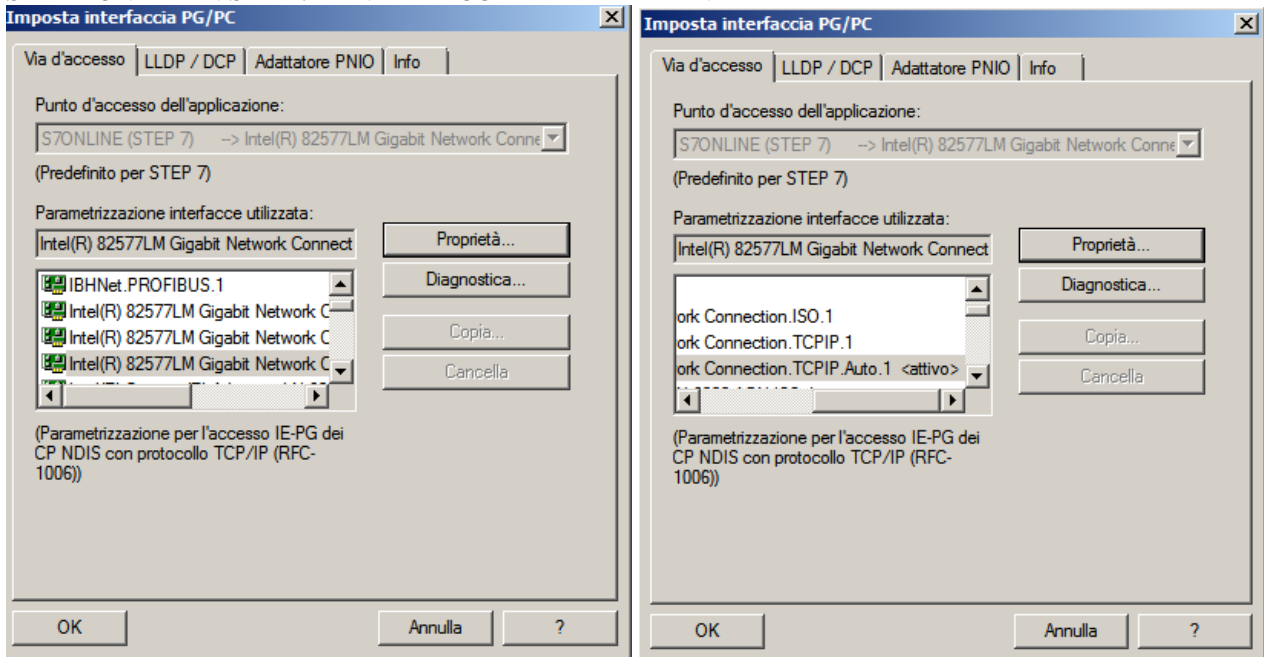 Imposta interfaccia PG/PC
Via d'accesso LLDP / DCP Adattatore PNIO Info
Punto d'accesso dell'applicazione:
S7ONLINE (STEP 7) --> Intel(R) 82577LM Gigabit Network Conne
(Predefinito per STEP 7)
Parametrizzazione interfacce utilizzata:
Intel(R) 82577LM Gigabit Network Connect
Proprietà...
IBHNet.PROFIBUS.1
Diagnostica...
Intel(R) 82577LM Gigabit Network C
Intel(R) 82577LM Gigabit Network C
Copia...
Intel(R) 82577LM Gigabit Network C
Cancella
(Parametrizzazione per l'accesso IE-PG dei
CP NDIS con protocollo TCP/IP (RFC-
1006))
OK
Annulla
?
Imposta interfaccia PG/PC
Via d'accesso LLDP / DCP Adattatore PNIO Info
Punto d'accesso dell'applicazione:
S7ONLINE (STEP 7) --> Intel(R) 82577LM Gigabit Network Conne
(Predefinito per STEP 7)
Parametrizzazione interfacce utilizzata:
Intel(R) 82577LM Gigabit Network Connect
Proprietà...
Diagnostica...
ork Connection.ISO.1
ork Connection.TCPIP.1
Copia...
ork Connection.TCPIP.Auto.1 <attivo>
Cancella
(Parametrizzazione per l'accesso IE-PG dei
CP NDIS con protocollo TCP/IP (RFC-
1006))
OK
Annulla
?